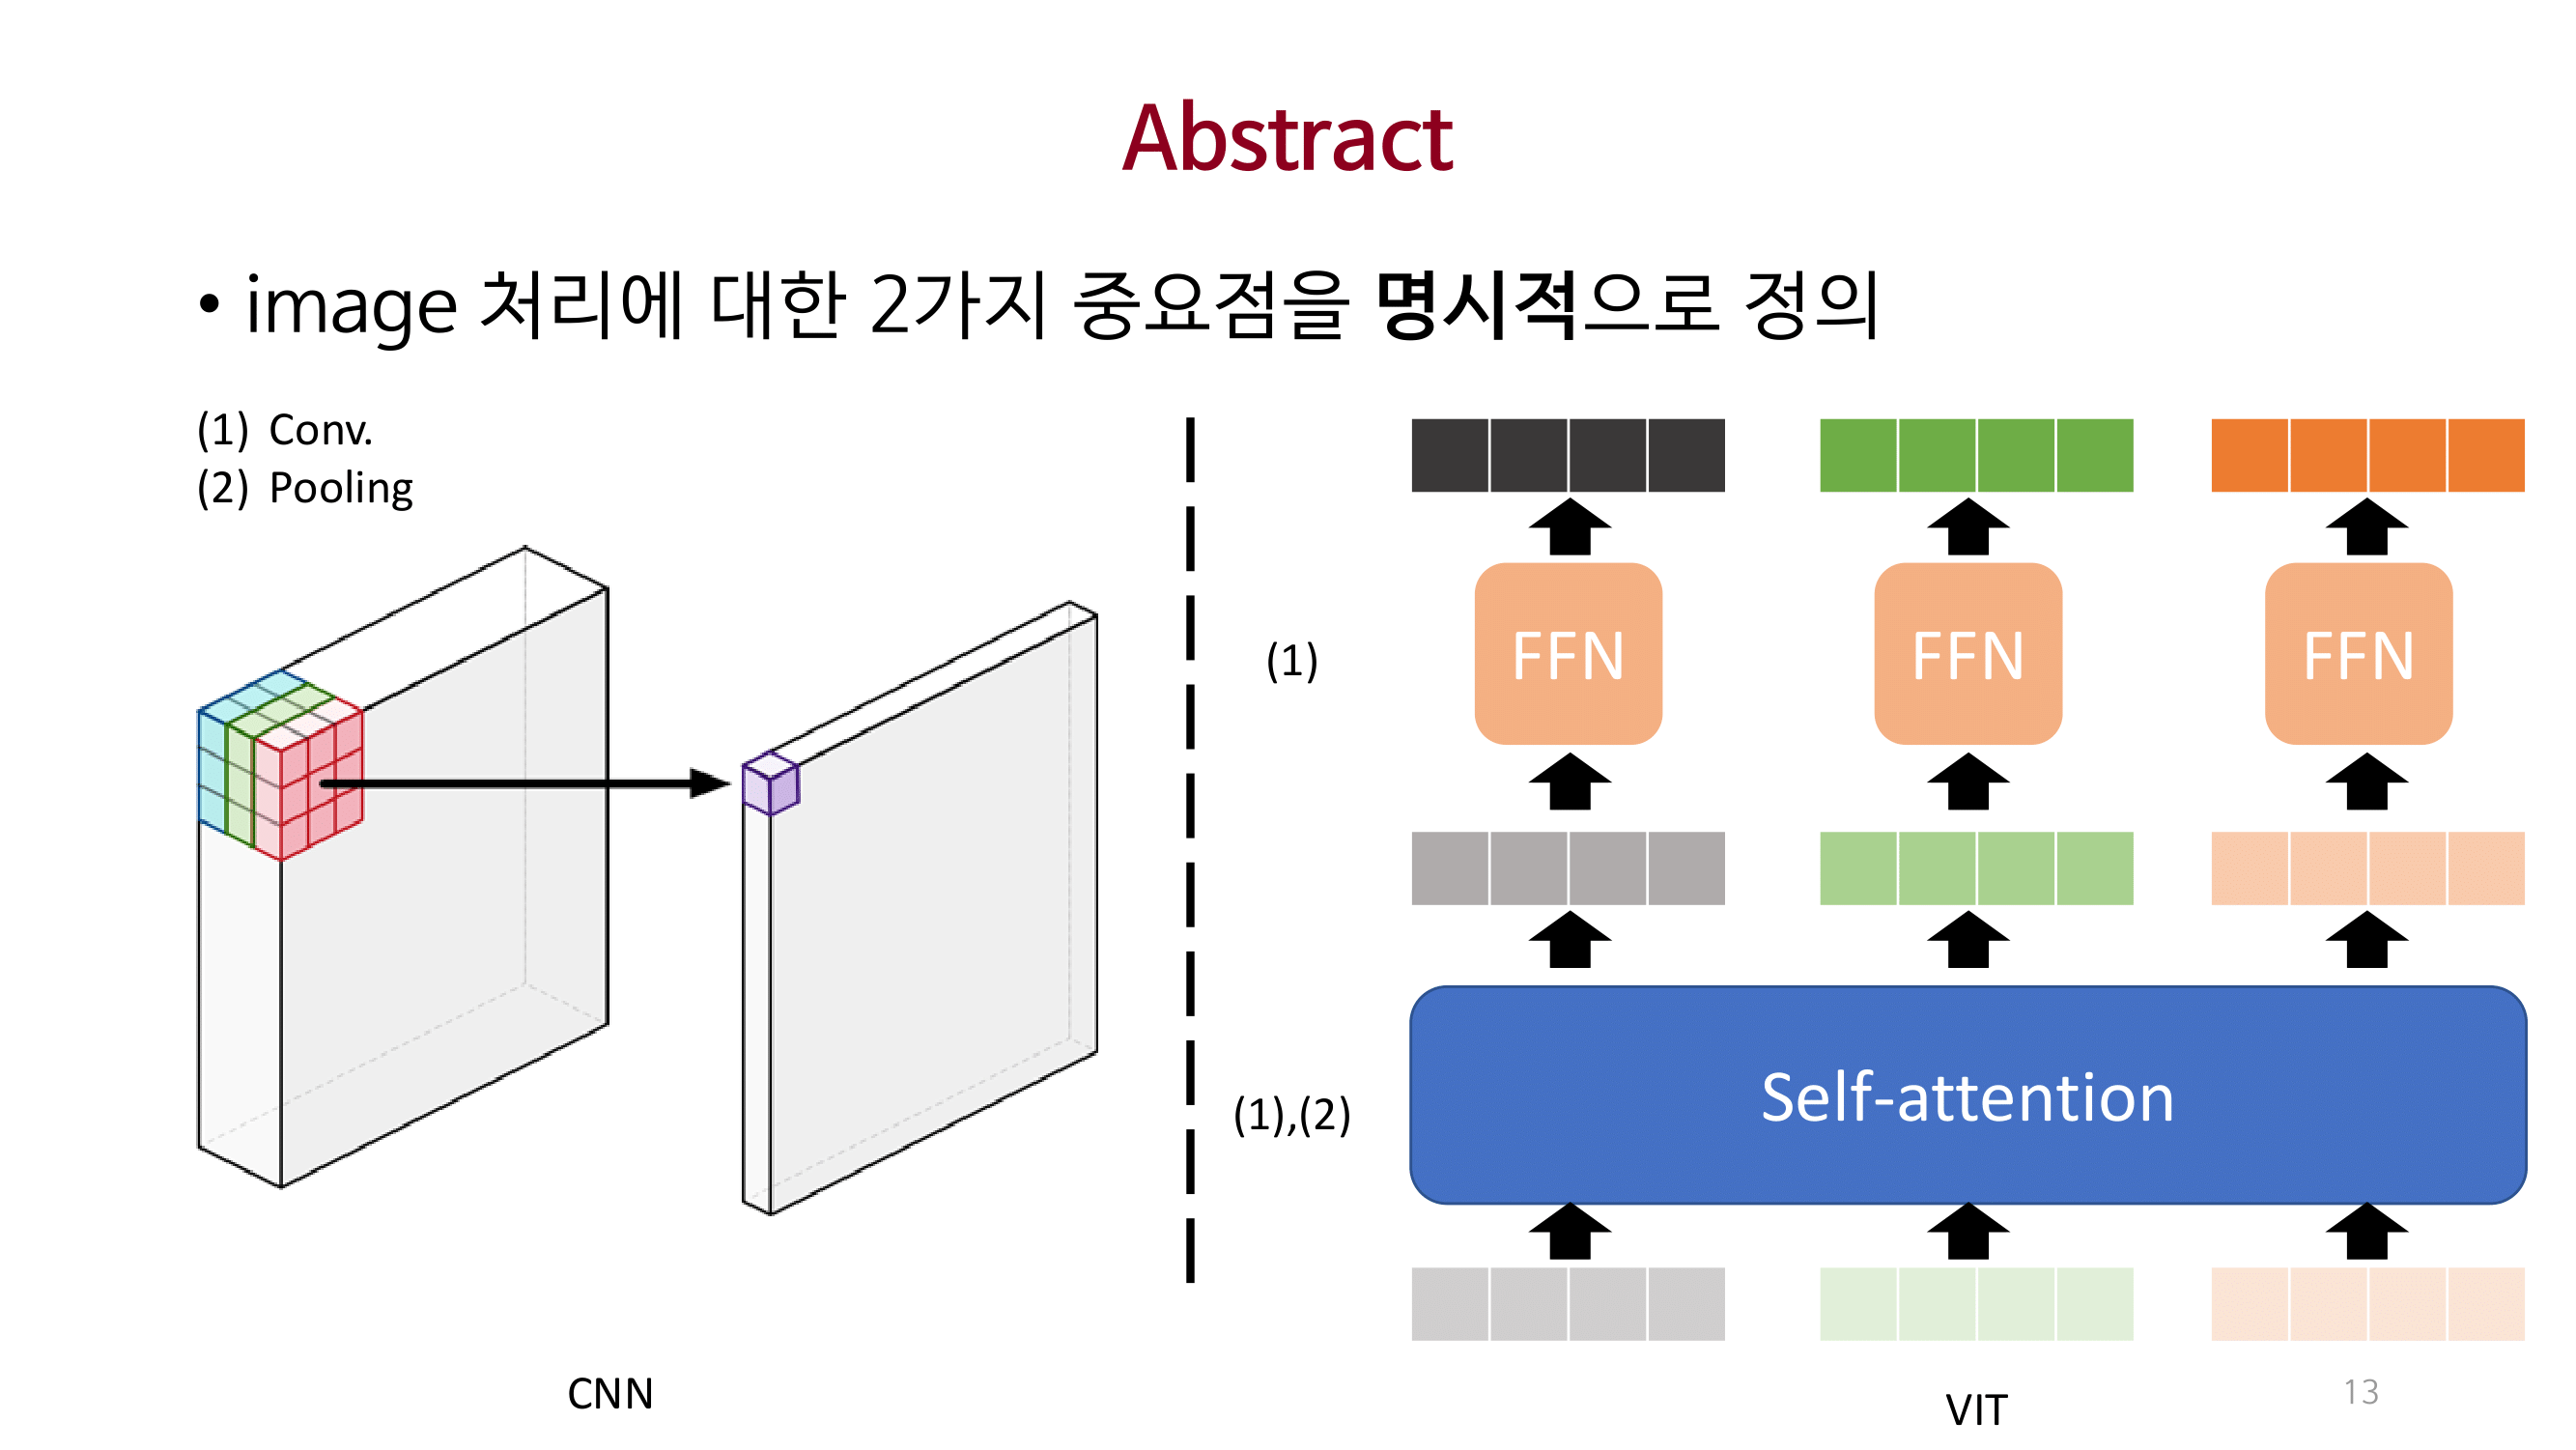 Abstract
• image 처리에 대한 2가지 중요점을 명시적으로 정의
(1) Conv.
(2) Pooling
CNN
(1)
FFN FFN FFN
(1),(2)
Self-attention
VIT
13